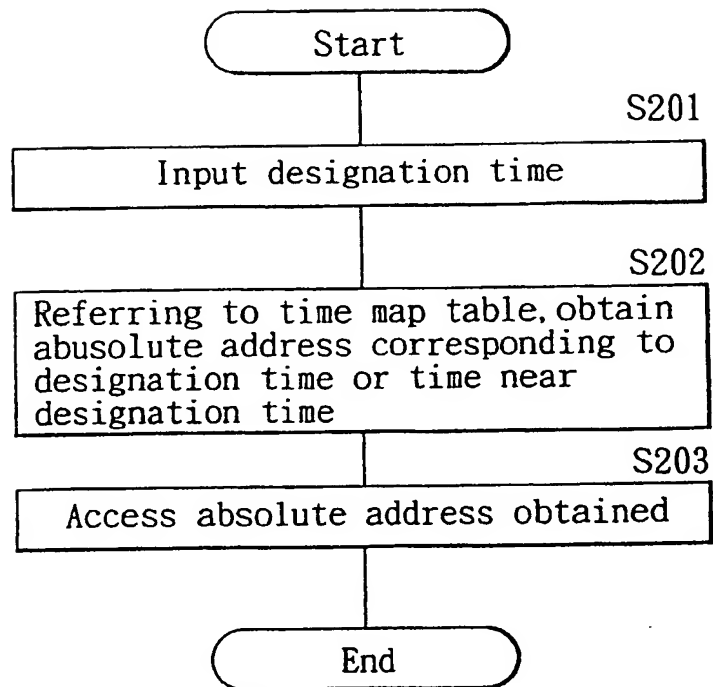 Start
S201
Input designation time
S202
Referring to time map table, obtain
abusolute address corresponding to
designation time or time near
designation time
S203
Access absolute address obtained
End